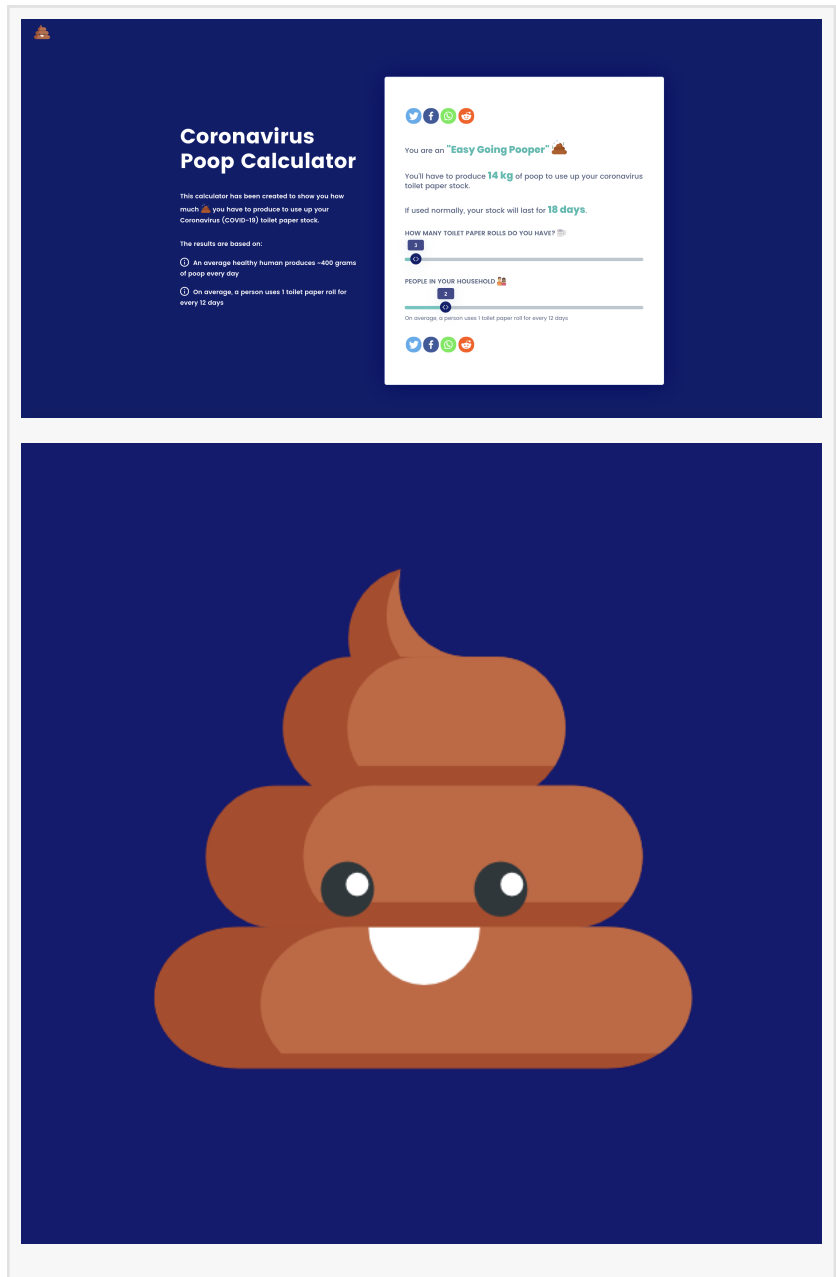 Coronavirus
Poop Calculator
This calculator has been created to show you how
much 💩 you have to produce to use up your
Coronavirus (COVID-19) toilet paper stock.
The results are based on:
An average healthy human produces ~400 grams
of poop every day
On average, a person uses 1 toilet paper roll for
every 12 days
You are an "Easy Going Pooper" 💩
You'll have to produce 14 kg of poop to use up your coronavirus
toilet paper stock.
If used normally, your stock will last for 18 days.
HOW MANY TOILET PAPER ROLLS DO YOU HAVE? 🧻
3
PEOPLE IN YOUR HOUSEHOLD
2
On average, a person uses 1 toilet paper roll for every 12 days